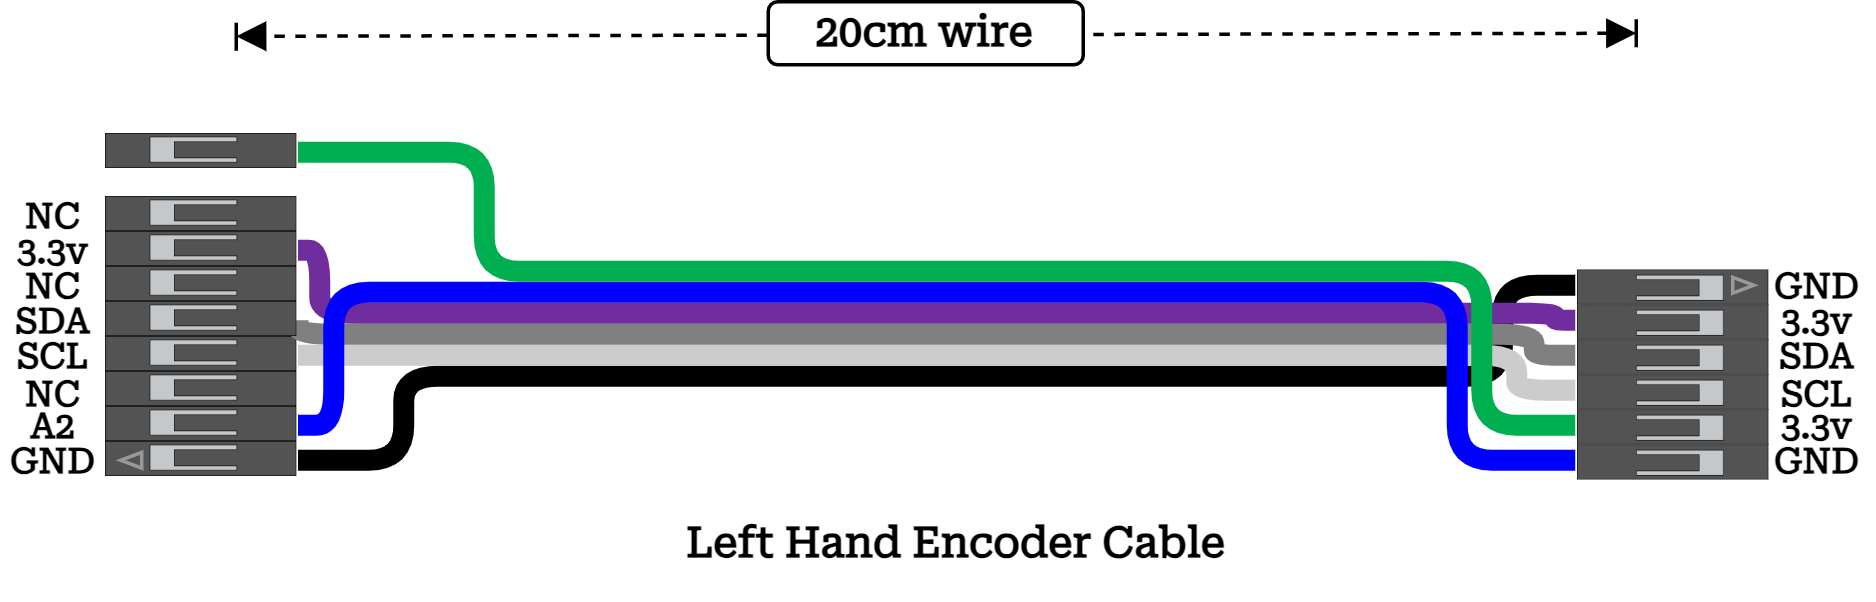 20cm wire
NC
3.3v
NC
SDA
SCL
NC
A2
GND
GND
3.3v
SDA
SCL
3.3v
GND
Left Hand Encoder Cable